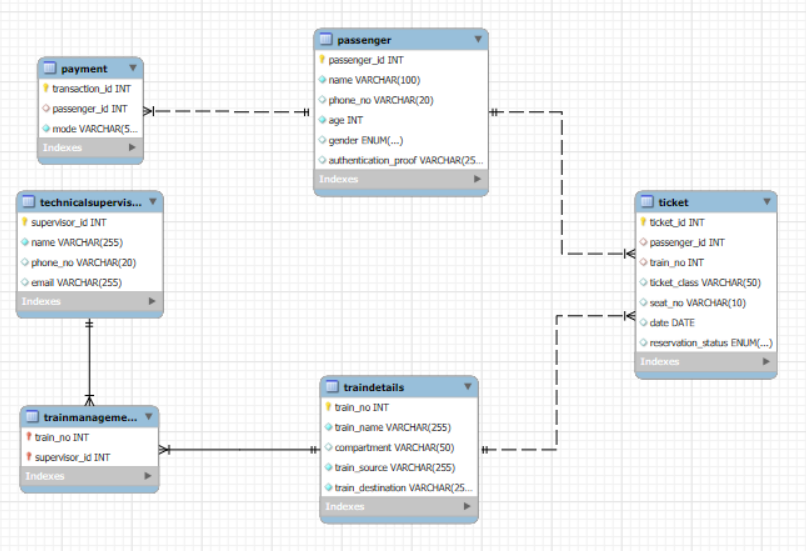 payment
transaction_id INT
passenger_id INT
mode VARCHAR(5...
Indexes
passenger
passenger_id INT
name VARCHAR(100)
phone_no VARCHAR(20)
age INT
gender ENUM(...)
authentication_proof VARCHAR(25...
Indexes
technicalsupervis...
supervisor_id INT
name VARCHAR(255)
phone_no VARCHAR(20)
email VARCHAR(255)
Indexes
ticket
ticket_id INT
passenger_id INT
train_no INT
ticket_class VARCHAR(50)
seat_no VARCHAR(10)
date DATE
reservation_status ENUM(...)
Indexes
trainmanageme...
train_no INT
supervisor_id INT
Indexes
traindetails
train_no INT
train_name VARCHAR(255)
compartment VARCHAR(50)
train_source VARCHAR(255)
train_destination VARCHAR(25...
Indexes